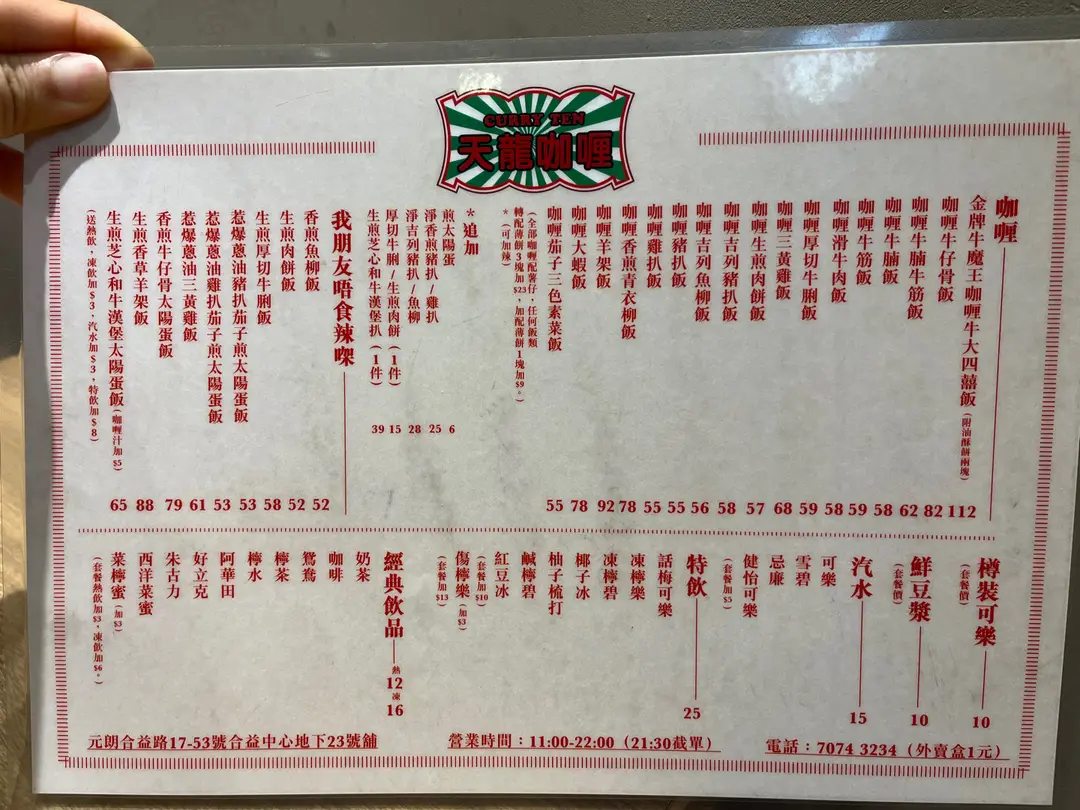 CURRY TEN
天龍咖喱
咖喱
金牌牛魔王咖喱牛大四囍飯(附油酥餅兩塊) 112
咖喱牛仔骨飯 82
咖喱牛腩牛筋飯 62
咖喱牛腩飯 58
咖喱牛筋飯 59
咖喱滑牛肉飯 58
咖喱厚切牛脷飯 59
咖喱三黃雞飯 68
咖喱生煎肉餅飯 57
咖喱吉列豬扒飯 58
咖喱吉列魚柳飯 56
咖喱豬扒飯 55
咖喱雞扒飯 55
咖喱香煎青衣柳飯 78
咖喱羊架飯 92
咖喱大蝦飯 78
咖喱茄子三色素菜飯 55
(全部咖喱配薯仔,任何飯類
轉配薄餅3塊加$23,加配薄餅1塊加$9。)
*(可加辣)
*追加
煎太陽蛋 6
淨香煎豬扒/雞扒 25
淨吉列豬扒/魚柳 28
厚切牛脷/生煎肉餅(1件) 15
生煎芝心和牛漢堡扒(1件) 39
我朋友唔食辣㗎
香煎魚柳飯 52
生煎肉餅飯 52
生煎厚切牛脷飯 58
惹爆蔥油豬扒茄子煎太陽蛋飯 53
惹爆蔥油雞扒茄子煎太陽蛋飯 53
惹爆蔥油三黃雞飯 61
香煎牛仔骨太陽蛋飯 79
生煎香草羊架飯 88
生煎芝心和牛漢堡太陽蛋飯(咖喱汁加$5) 65
(送熱飲,凍飲加$3,汽水加$3,特飲加$8)
樽裝可樂 10
(套餐價)
鮮豆漿 10
(套餐價)
汽水 15
可樂
雪碧
忌廉
健怡可樂
(套餐加$5)
特飲 25
話梅可樂
凍檸樂
凍檸碧
椰子冰
柚子梳打
鹹檸碧
紅豆冰
(套餐加$10)
傷檸樂(加$3)
(套餐加$13)
經典飲品 熱12 凍16
奶茶
咖啡
鴛鴦
檸茶
檸水
阿華田
好立克
朱古力
西洋菜蜜
菜檸蜜(加$3)
(套餐熱飲加$3,凍飲加$6。)
元朗合益路17-53號合益中心地下23號舖
營業時間:11:00-22:00(21:30截單)
電話:7074 3234(外賣盒1元)